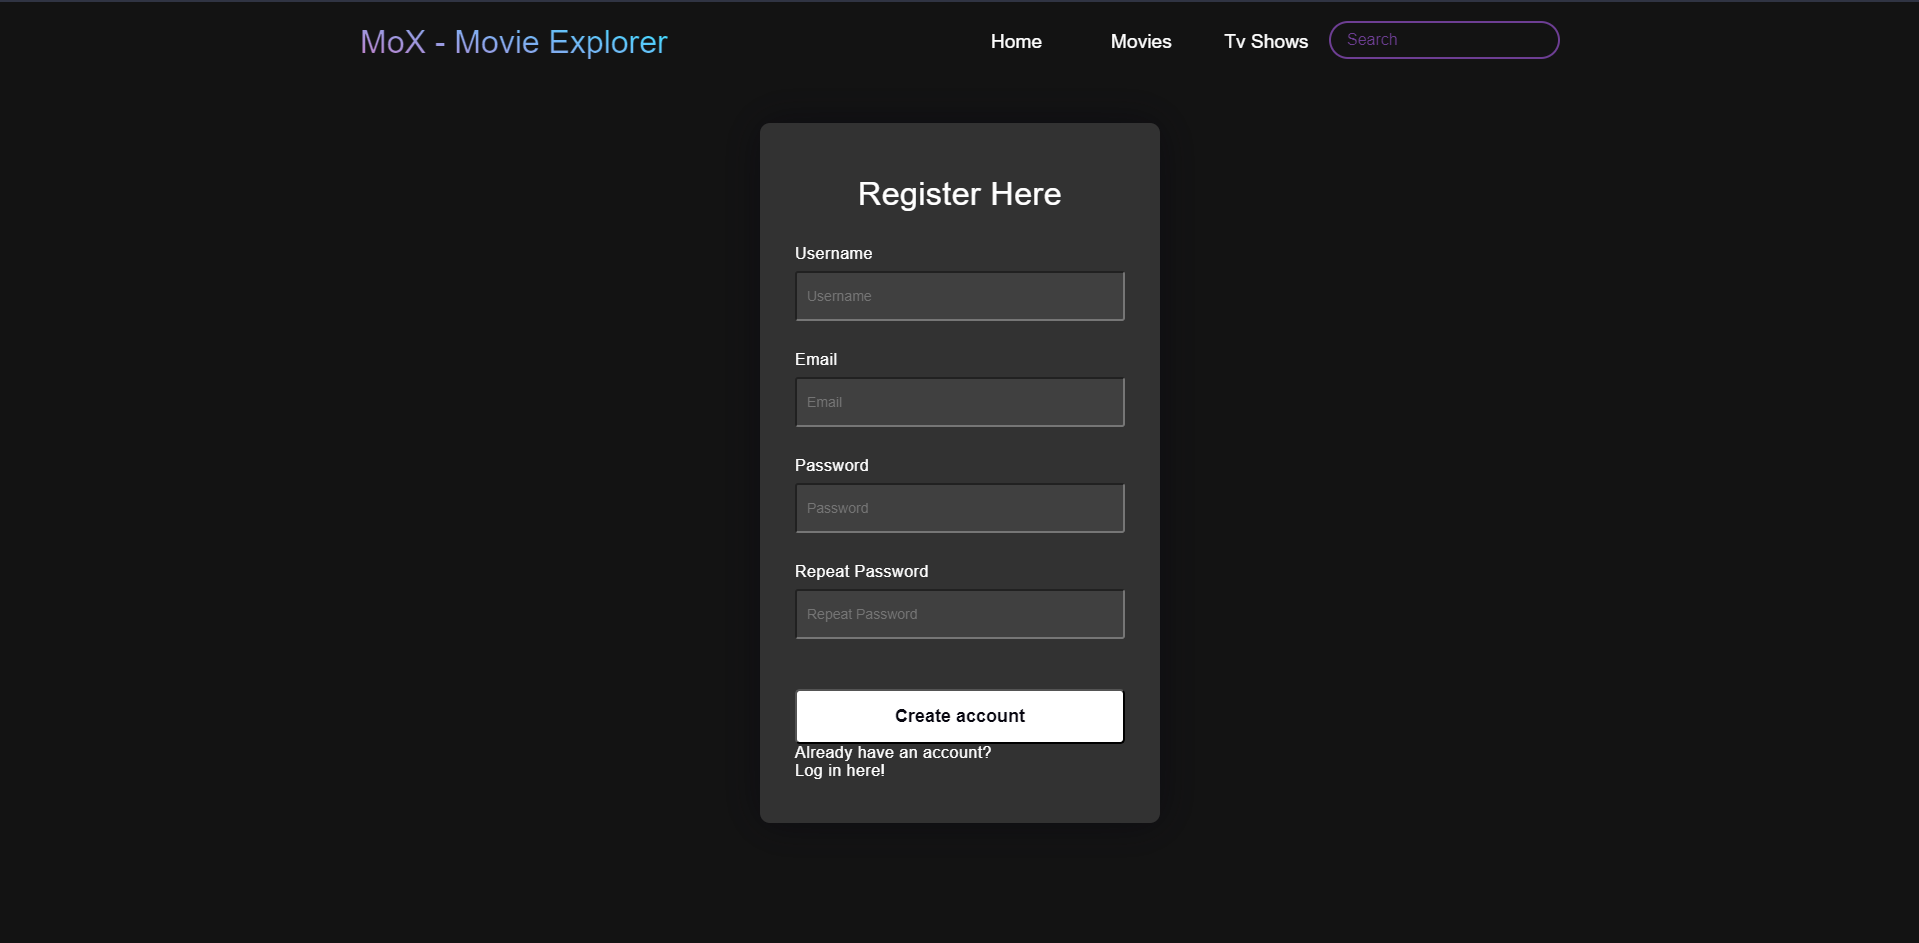 MoX - Movie Explorer
Home
Movies
Tv Shows
Search
Register Here
Username
Username
Email
Email
Password
Password
Repeat Password
Repeat Password
Create account
Already have an account?
Log in here!